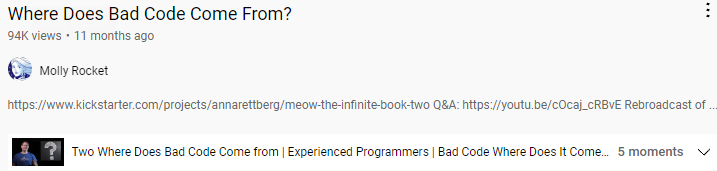 Where Does Bad Code Come From?
94K views • 11 months ago
Molly Rocket
https://www.kickstarter.com/projects/annarettberg/meow-the-infinite-book-two Q&A: https://youtu.be/cOcaj_cRBvE Rebroadcast of ...
Two Where Does Bad Code Come from | Experienced Programmers | Bad Code Where Does It Come... 5 moments